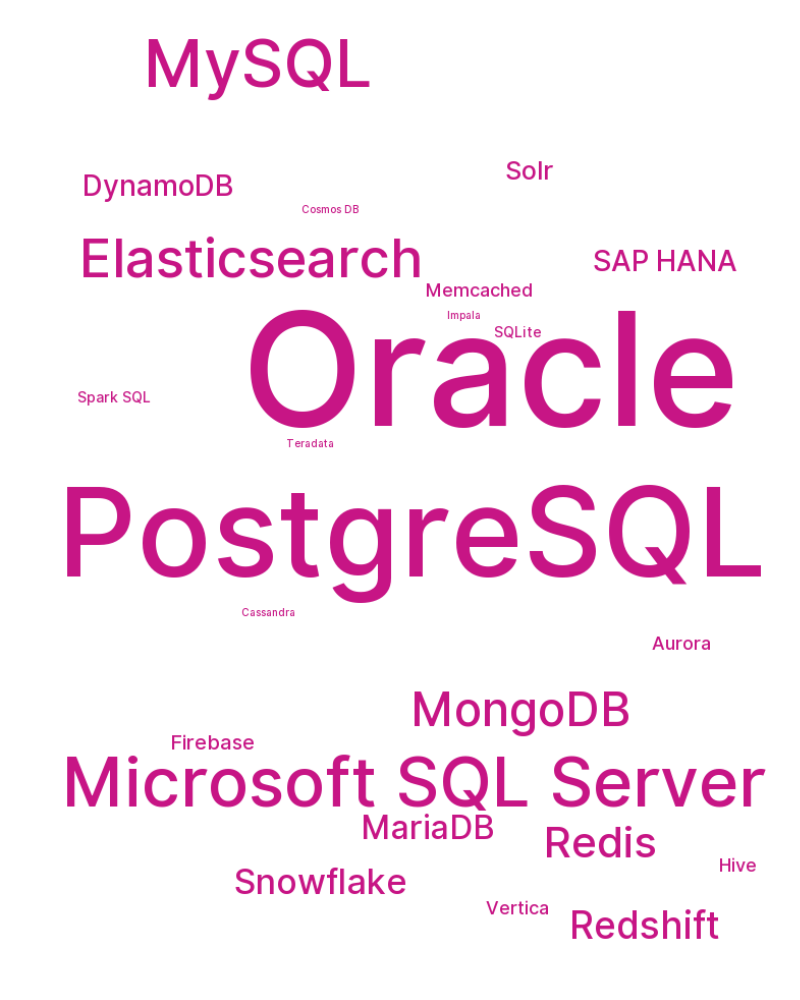 MySQL
Solr
DynamoDB
Cosmos DB
Elasticsearch
SAP HANA
Memcached
Impala
SQLite
Oracle
Spark SQL
Teradata
PostgreSQL
Cassandra
Aurora
MongoDB
Firebase
Microsoft SQL Server
MariaDB
Redis
Hive
Snowflake
Vertica
Redshift